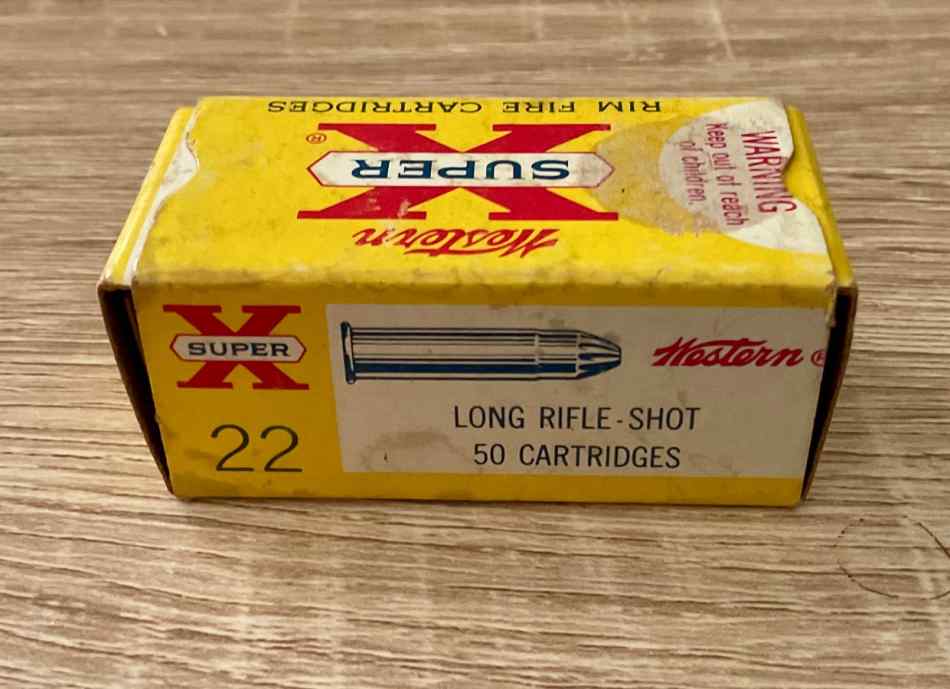 RIM FIRE CARTRIDGES
X
SUPER
®
Western
WARNING
Keep out of reach
of children.
X
SUPER
22
Western ®
LONG RIFLE-SHOT
50 CARTRIDGES